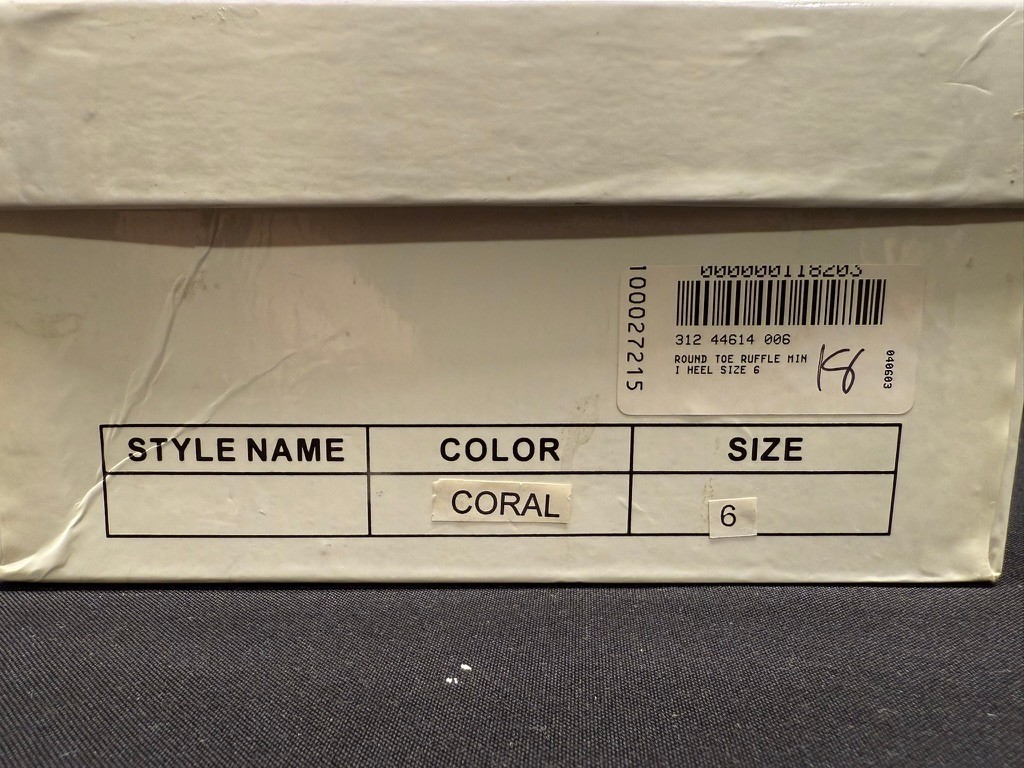 000000118203
100027215
312 44614 006
ROUND TOE RUFFLE MIN
I HEEL SIZE 6
K8
040603
STYLE NAME COLOR SIZE
CORAL 6